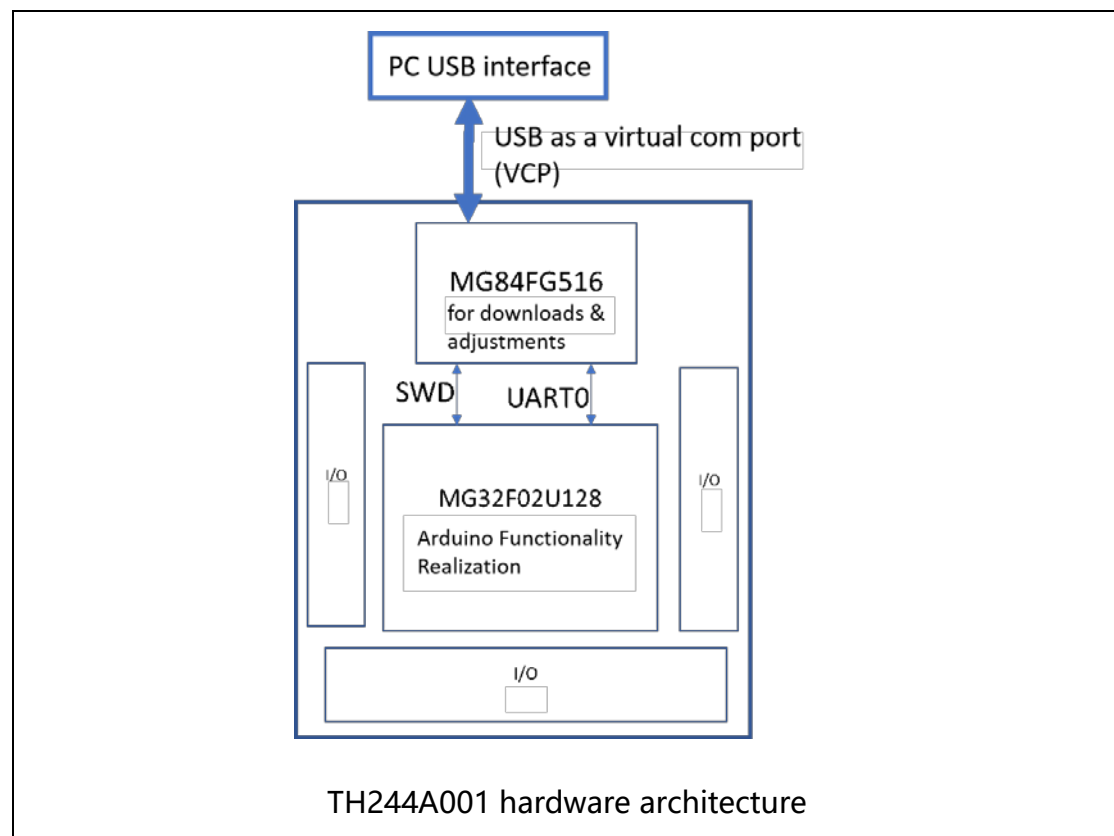 PC USB interface
USB as a virtual com port
(VCP)
MG84FG516
for downloads &
adjustments
SWD
UART0
I/O
MG32F02U128
Arduino Functionality
Realization
I/O
I/O
TH244A001 hardware architecture